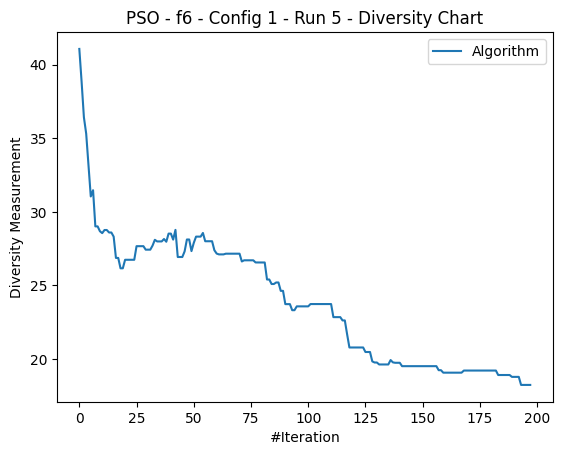 PSO - f6 - Config 1 - Run 5 - Diversity Chart
Algorithm
Diversity Measurement
40
35
30
25
20
0 25 50 75 100 125 150 175 200
#Iteration